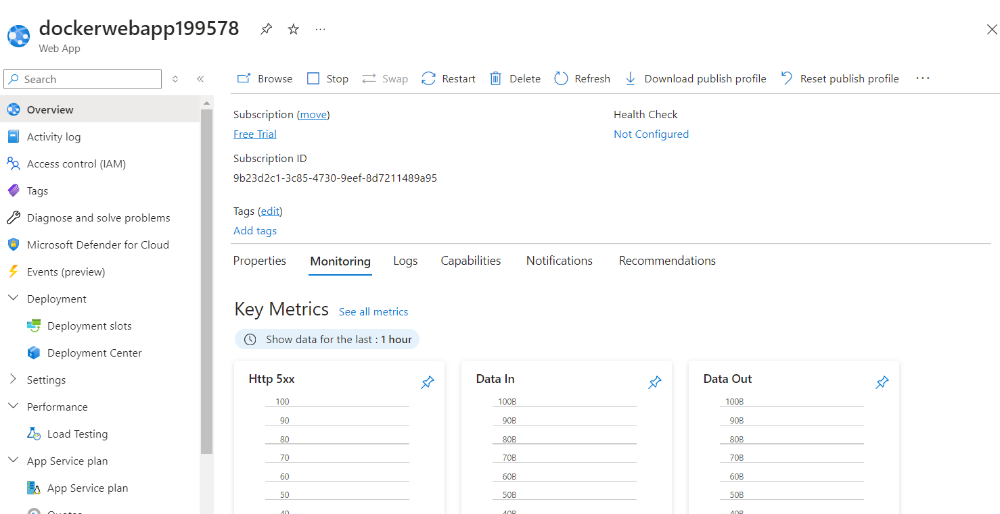 dockerwebapp199578
Web App
Search
Browse
Stop
Swap
Restart
Delete
Refresh
Download publish profile
Reset publish profile
Overview
Activity log
Access control (IAM)
Tags
Diagnose and solve problems
Microsoft Defender for Cloud
Events (preview)
Deployment
Deployment slots
Deployment Center
Settings
Performance
Load Testing
App Service plan
App Service plan
Quotas
Subscription (move)
Free Trial
Subscription ID
9b23d2c1-3c85-4730-9eef-8d7211489a95
Tags (edit)
Add tags
Health Check
Not Configured
Properties
Monitoring
Logs
Capabilities
Notifications
Recommendations
Key Metrics
See all metrics
Show data for the last : 1 hour
Http 5xx
100
90
80
70
60
50
40
Data In
100B
90B
80B
70B
60B
50B
40B
Data Out
100B
90B
80B
70B
60B
50B
40B